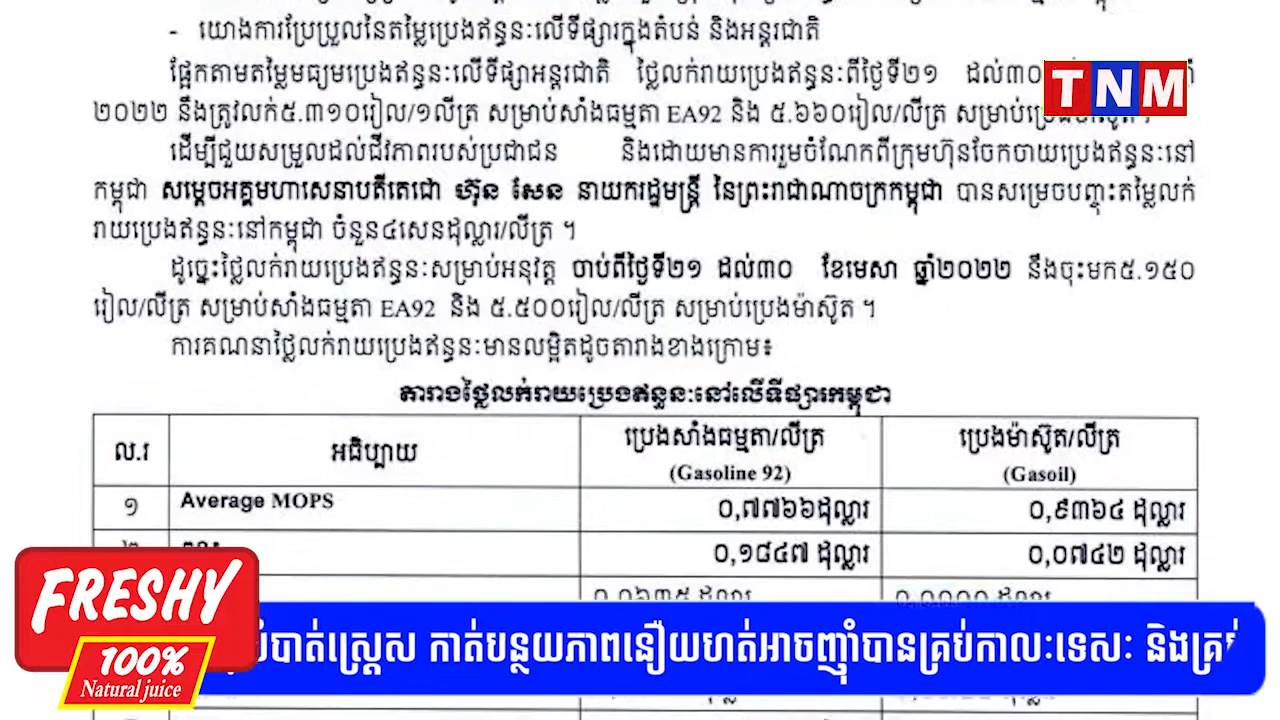 - យោងការប្រែប្រួលនៃតម្លៃប្រេងឥន្ធនៈលើទីផ្សារក្នុងតំបន់ និងអន្តរជាតិ
ផ្អែកតាមតម្លៃមធ្យមប្រេងឥន្ធនៈលើទីផ្សារអន្តរជាតិ ថ្លៃលក់រាយប្រេងឥន្ធនៈពីថ្ងៃទី២១ ដល់៣០
TNM
២០២២ នឹងត្រូវលក់៥.៣១០រៀល/១លីត្រ សម្រាប់សាំងធម្មតា EA92 និង ៥.៦៦០រៀល/លីត្រ សម្រាប់ប្រេងម៉ាស៊ូត ។
ដើម្បីជួយសម្រួលដល់ជីវភាពរបស់ប្រជាជន និងដោយមានការរួមចំណែកពីក្រុមហ៊ុនចែកចាយប្រេងឥន្ធនៈនៅ
កម្ពុជា សម្តេចអគ្គមហាសេនាបតីតេជោ ហ៊ុន សែន នាយករដ្ឋមន្ត្រី នៃព្រះរាជាណាចក្រកម្ពុជា បានសម្រេចបញ្ចុះតម្លៃលក់
រាយប្រេងឥន្ធនៈនៅកម្ពុជា ចំនួន៤សេនដុល្លារ/លីត្រ ។
ដូច្នេះថ្លៃលក់រាយប្រេងឥន្ធនៈសម្រាប់អនុវត្ត ចាប់ពីថ្ងៃទី២១ ដល់៣០ ខែមេសា ឆ្នាំ២០២២ នឹងចុះមក៥.១៥០
រៀល/លីត្រ សម្រាប់សាំងធម្មតា EA92 និង ៥.៥០០រៀល/លីត្រ សម្រាប់ប្រេងម៉ាស៊ូត ។
ការគណនាថ្លៃលក់រាយប្រេងឥន្ធនៈមានលម្អិតដូចតារាងខាងក្រោម៖
តារាងថ្លៃលក់រាយប្រេងឥន្ធនៈនៅលើទីផ្សារកម្ពុជា
ល.រ អធិប្បាយ ប្រេងសាំងធម្មតា/លីត្រ (Gasoline 92) ប្រេងម៉ាស៊ូត/លីត្រ (Gasoil)
១ Average MOPS ០,៧៧៦៦ដុល្លារ ០,៩៣៦៤ ដុល្លារ
០,១៨៤៧ ដុល្លារ ០,០៧៤២ ដុល្លារ
០,០៦៣៥ ដុល្លារ
FRESHY
100%
Natural juice
បំបាត់ស្ត្រេស កាត់បន្ថយភាពនឿយហត់អាចញ៉ាំបានគ្រប់កាលៈទេសៈ និងគ្រប់